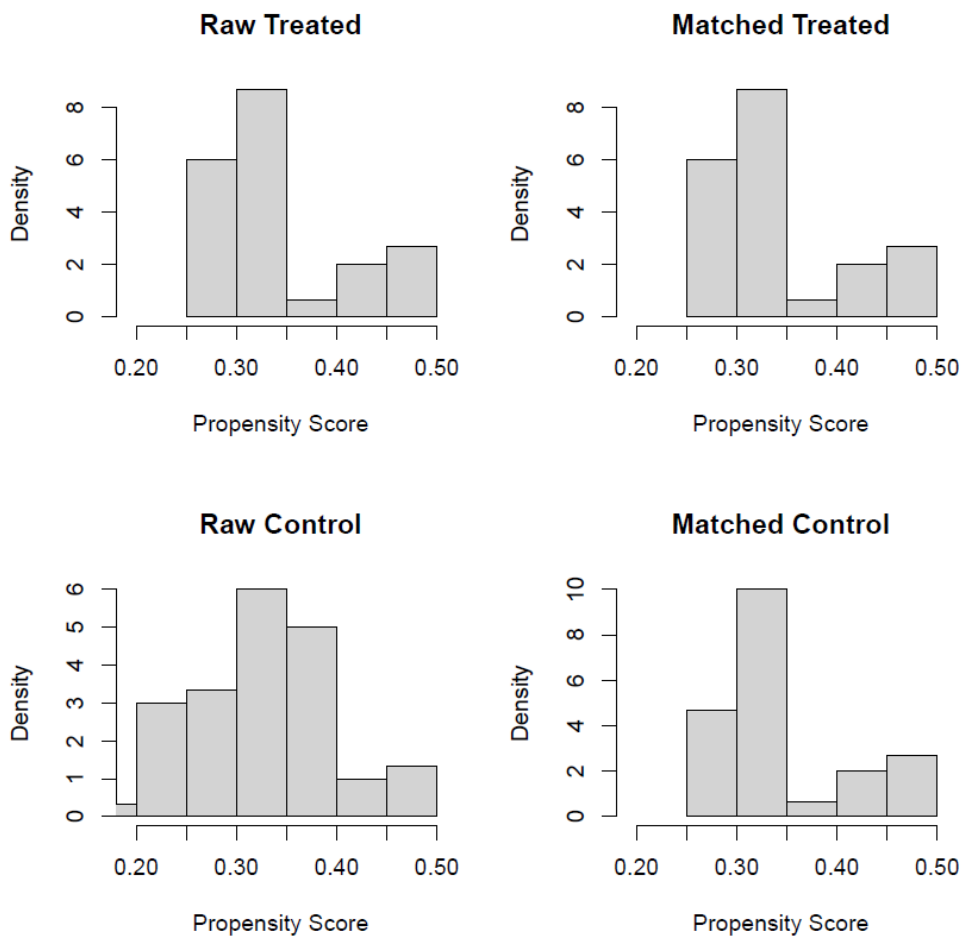 Raw Treated
Density
0 2 4 6 8
0.20 0.30 0.40 0.50
Propensity Score
Matched Treated
Density
0 2 4 6 8
0.20 0.30 0.40 0.50
Propensity Score
Raw Control
Density
0 1 2 3 4 5 6
0.20 0.30 0.40 0.50
Propensity Score
Matched Control
Density
0 2 4 6 8 10
0.20 0.30 0.40 0.50
Propensity Score